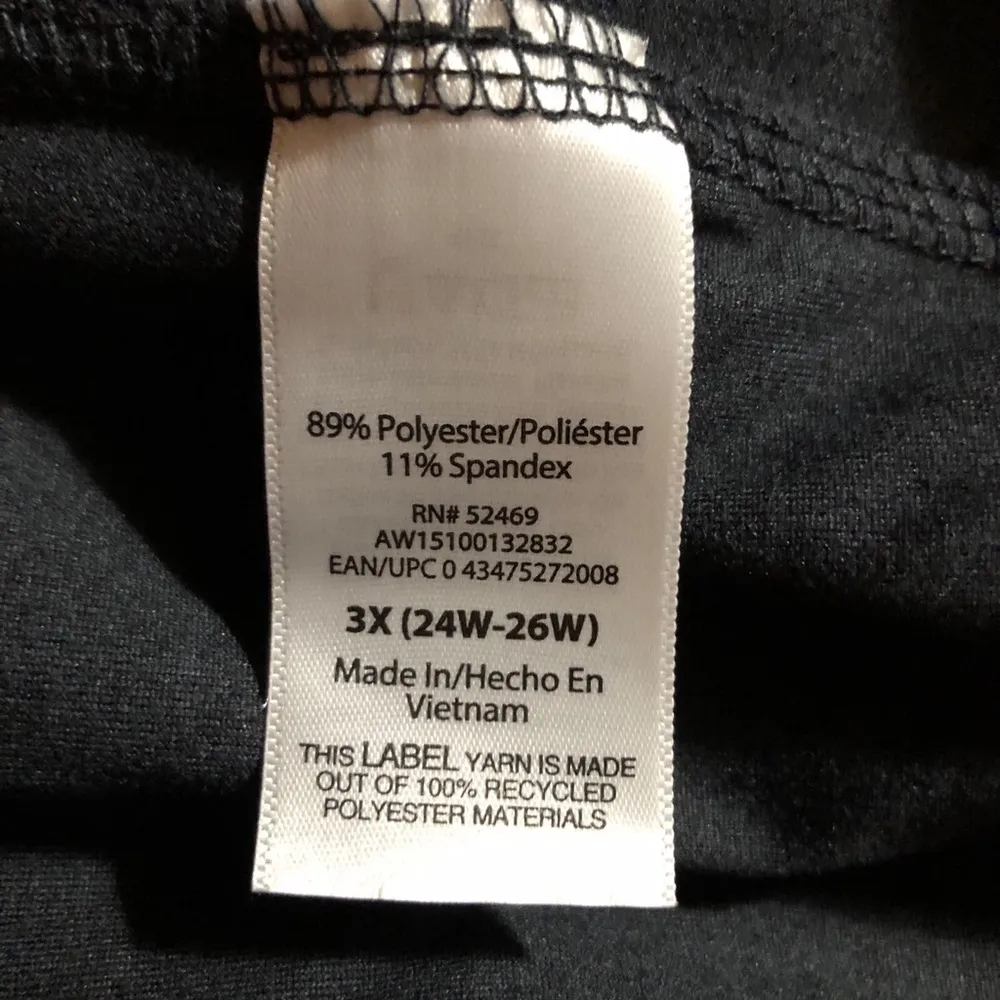 89% Polyester/Poliéster
11% Spandex
RN# 52469
AW15100132832
EAN/UPC 0 43475272008
3X (24W-26W)
Made In/Hecho En
Vietnam
THIS LABEL YARN IS MADE
OUT OF 100% RECYCLED
POLYESTER MATERIALS